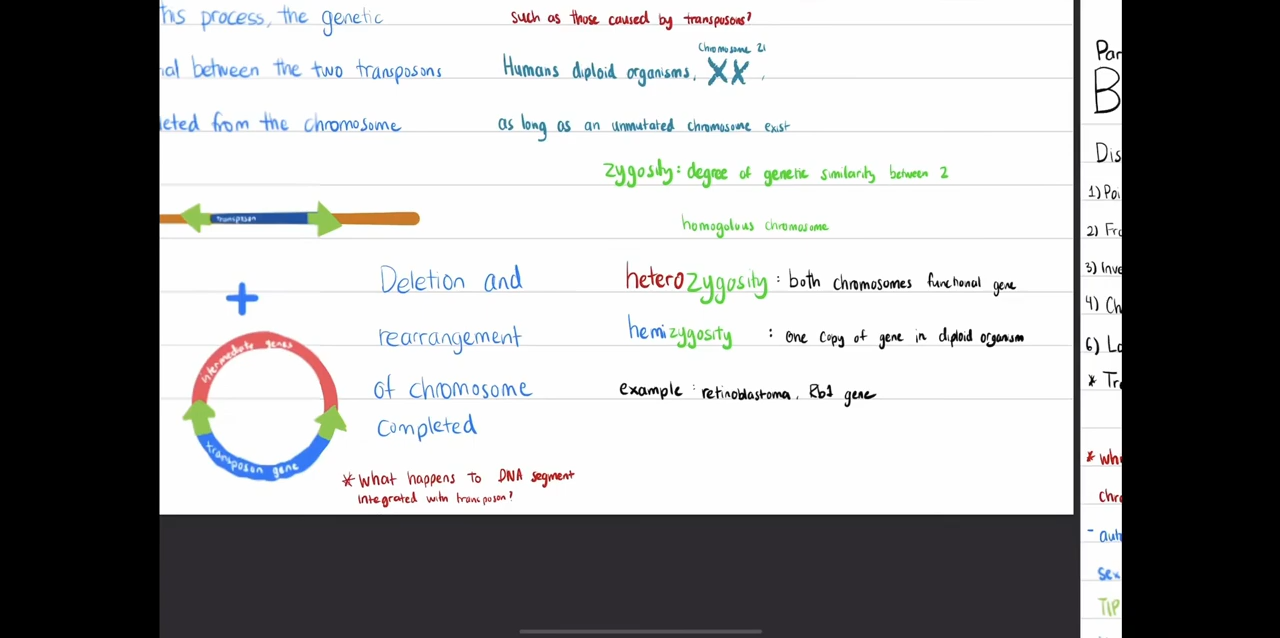 his process, the genetic
al between the two transposons
eted from the chromosome
transposon
+
intermediate genes
transposon gene
Deletion and
rearrangement
of chromosome
completed
* what happens to DNA segment
integrated with transposon?
such as those caused by transposons?
chromosome 21
Humans diploid organisms, XX,
as long as an unmutated chromosome exist
zygosity: degree of genetic similarity between 2
homogolous chromosome
heterozygosity : both chromosomes functional gene
hemizygosity : one copy of gene in diploid organism
example : retinoblastoma, Rb1 gene
Par
B
Dis
1) Poi
2) Fr
3) Inve
4) Ch
6) Lo
* Tr
* Wh
chr
- aut
sex
TIP